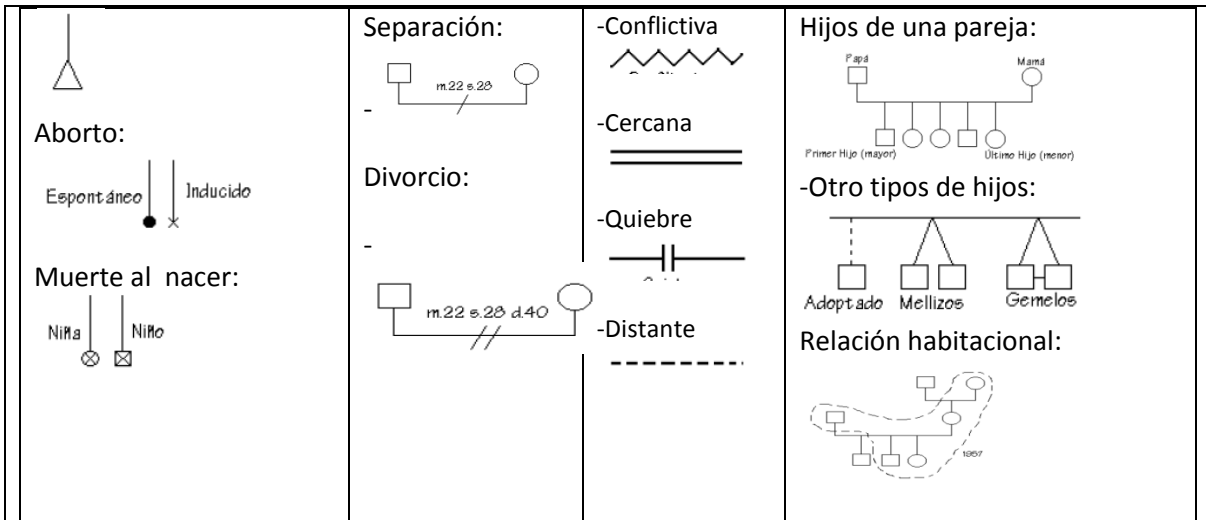 Aborto:
Espontáneo
Inducido
Muerte al nacer:
Niña
Niño
Separación:
m.22 s.28
-
Divorcio:
-
m.22 s.28 d.40
-Conflictiva
-Cercana
-Quiebre
-Distante
Hijos de una pareja:
Papá
Mamá
Primer Hijo (mayor)
Último Hijo (menor)
-Otro tipos de hijos:
Adoptado
Mellizos
Gemelos
Relación habitacional:
1957